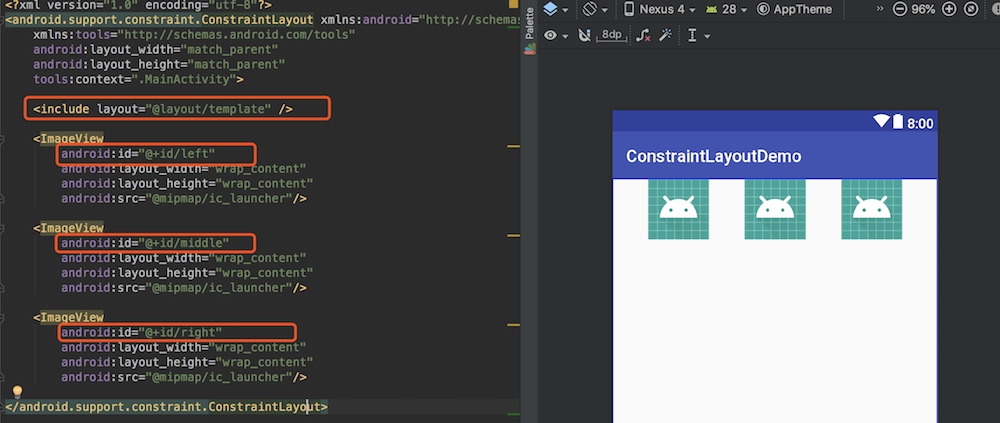 <?xml version="1.0" encoding="utf-8"?>
<android.support.constraint.ConstraintLayout xmlns:android="http://schemas
xmlns:tools="http://schemas.android.com/tools"
android:layout_width="match_parent"
android:layout_height="match_parent"
tools:context=".MainActivity">
<include layout="@layout/template" />
<ImageView
android:id="@+id/left"
android:layout_width="wrap_content"
android:layout_height="wrap_content"
android:src="@mipmap/ic_launcher"/>
<ImageView
android:id="@+id/middle"
android:layout_width="wrap_content"
android:layout_height="wrap_content"
android:src="@mipmap/ic_launcher"/>
<ImageView
android:id="@+id/right"
android:layout_width="wrap_content"
android:layout_height="wrap_content"
android:src="@mipmap/ic_launcher"/>
</android.support.constraint.ConstraintLayout>
Palette
Nexus 4 28 AppTheme » 96%
8dp
8:00
ConstraintLayoutDemo